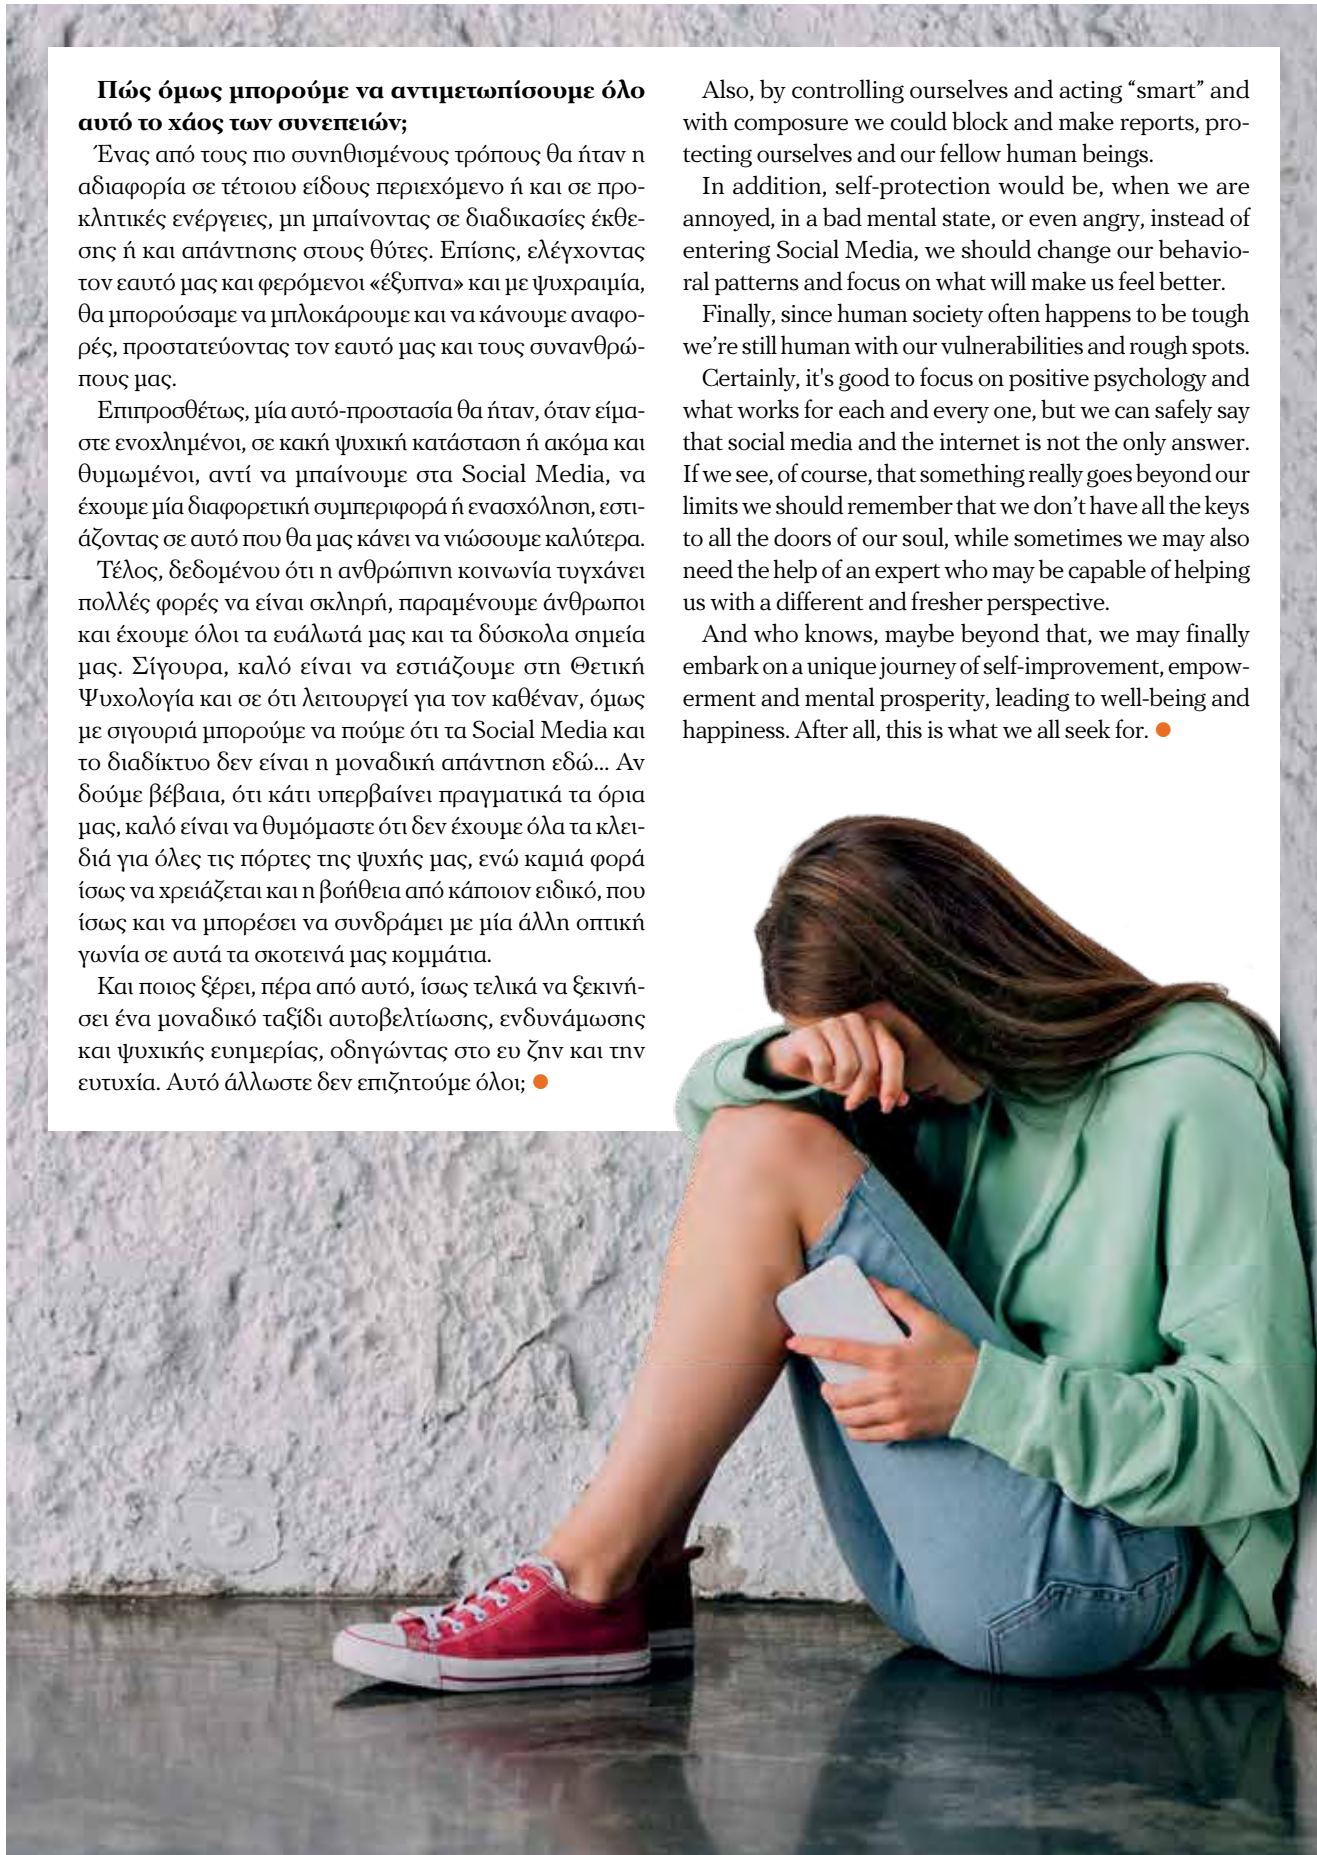 Πώς όμως μπορούμε να αντιμετωπίσουμε όλο
αυτό το χάος των συνεπειών;
Ένας από τους πιο συνηθισμένους τρόπους θα ήταν η
αδιαφορία σε τέτοιου είδους περιεχόμενο ή και σε προ-
κλητικές ενέργειες, μη μπαίνοντας σε διαδικασίες έκθε-
σης ή και απάντησης στους θύτες. Επίσης, ελέγχοντας
τον εαυτό μας και φερόμενοι «έξυπνα» και με ψυχραιμία,
θα μπορούσαμε να μπλοκάρουμε και να κάνουμε αναφο-
ρές, προστατεύοντας τον εαυτό μας και τους συνανθρώ-
πους μας.
Επιπροσθέτως, μία αυτό-προστασία θα ήταν, όταν είμα-
στε ενοχλημένοι, σε κακή ψυχική κατάσταση ή ακόμα και
θυμωμένοι, αντί να μπαίνουμε στα Social Media, να
έχουμε μία διαφορετική συμπεριφορά ή ενασχόληση, εστι-
άζοντας σε αυτό που θα μας κάνει να νιώσουμε καλύτερα.
Τέλος, δεδομένου ότι η ανθρώπινη κοινωνία τυγχάνει
πολλές φορές να είναι σκληρή, παραμένουμε άνθρωποι
και έχουμε όλοι τα ευάλωτά μας και τα δύσκολα σημεία
μας. Σίγουρα, καλό είναι να εστιάζουμε στη Θετική
Ψυχολογία και σε ότι λειτουργεί για τον καθέναν, όμως
με σιγουριά μπορούμε να πούμε ότι τα Social Media και
το διαδίκτυο δεν είναι η μοναδική απάντηση εδώ... Αν
δούμε βέβαια, ότι κάτι υπερβαίνει πραγματικά τα όρια
μας, καλό είναι να θυμόμαστε ότι δεν έχουμε όλα τα κλει-
διά για όλες τις πόρτες της ψυχής μας, ενώ καμιά φορά
ίσως να χρειάζεται και η βοήθεια από κάποιον ειδικό, που
ίσως και να μπορέσει να συνδράμει με μία άλλη οπτική
γωνία σε αυτά τα σκοτεινά μας κομμάτια.
Και ποιος ξέρει, πέρα από αυτό, ίσως τελικά να ξεκινή-
σει ένα μοναδικό ταξίδι αυτοβελτίωσης, ενδυνάμωσης
και ψυχικής ευημερίας, οδηγώντας στο ευ ζην και την
ευτυχία. Αυτό άλλωστε δεν επιζητούμε όλοι;
Also, by controlling ourselves and acting “smart” and
with composure we could block and make reports, pro-
tecting ourselves and our fellow human beings.
In addition, self-protection would be, when we are
annoyed, in a bad mental state, or even angry, instead of
entering Social Media, we should change our behavio-
ral patterns and focus on what will make us feel better.
Finally, since human society often happens to be tough
we’re still human with our vulnerabilities and rough spots.
Certainly, it's good to focus on positive psychology and
what works for each and every one, but we can safely say
that social media and the internet is not the only answer.
If we see, of course, that something really goes beyond our
limits we should remember that we don’t have all the keys
to all the doors of our soul, while sometimes we may also
need the help of an expert who may be capable of helping
us with a different and fresher perspective.
And who knows, maybe beyond that, we may finally
embark on a unique journey of self-improvement, empow-
erment and mental prosperity, leading to well-being and
happiness. After all, this is what we all seek for.